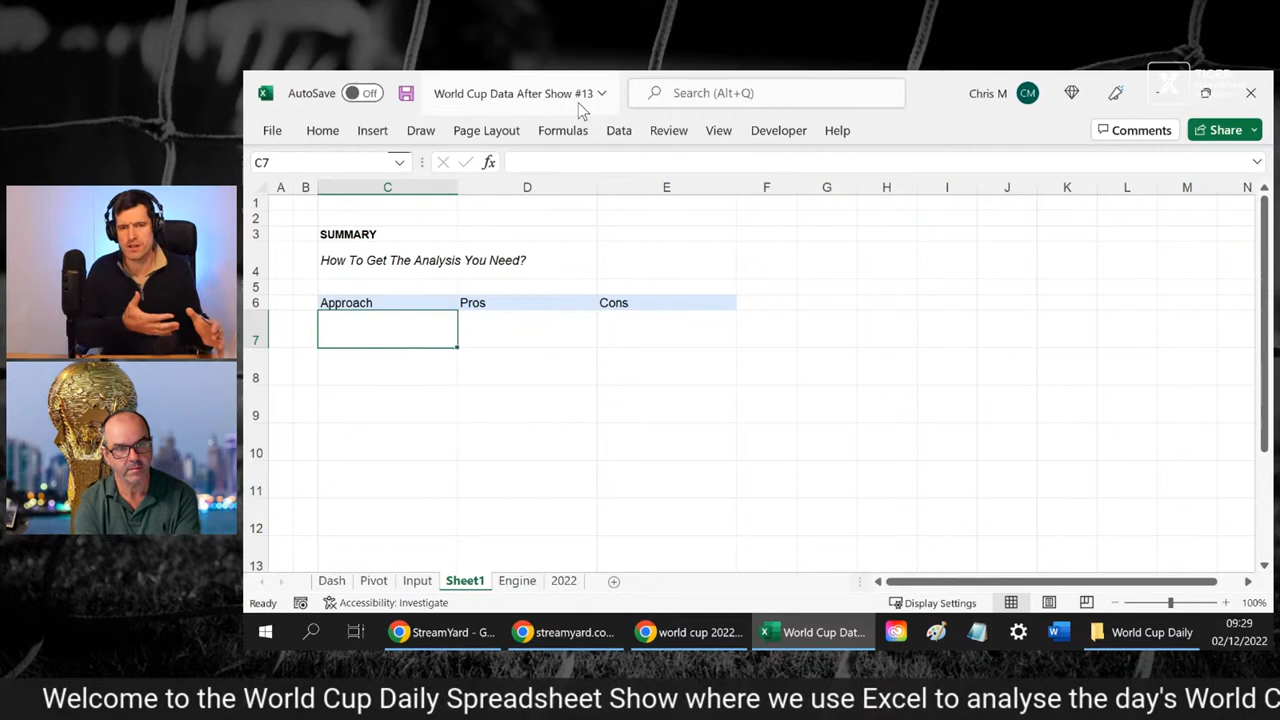 AutoSave Off World Cup Data After Show #13 Search (Alt+Q) Chris M CM
TIGER
File Home Insert Draw Page Layout Formulas Data Review View Developer Help Comments Share
C7 fx
A B C D E F G H I J K L M N
1
2
3 SUMMARY
4 How To Get The Analysis You Need?
5
6 Approach Pros Cons
7
8
9
10
11
12
13
Dash Pivot Input Sheet1 Engine 2022
Ready Accessibility: Investigate Display Settings 100%
StreamYard - G... streamyard.co... world cup 2022... World Cup Dat... World Cup Daily 09:29
02/12/2022
Welcome to the World Cup Daily Spreadsheet Show where we use Excel to analyse the day's World C